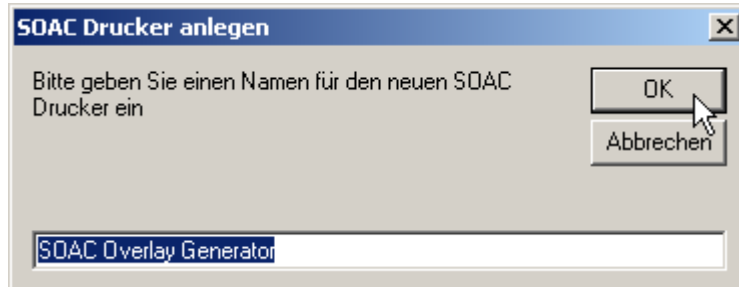 SOAC Drucker anlegen
Bitte geben Sie einen Namen für den neuen SOAC
Drucker ein
OK
Abbrechen
SOAC Overlay Generator